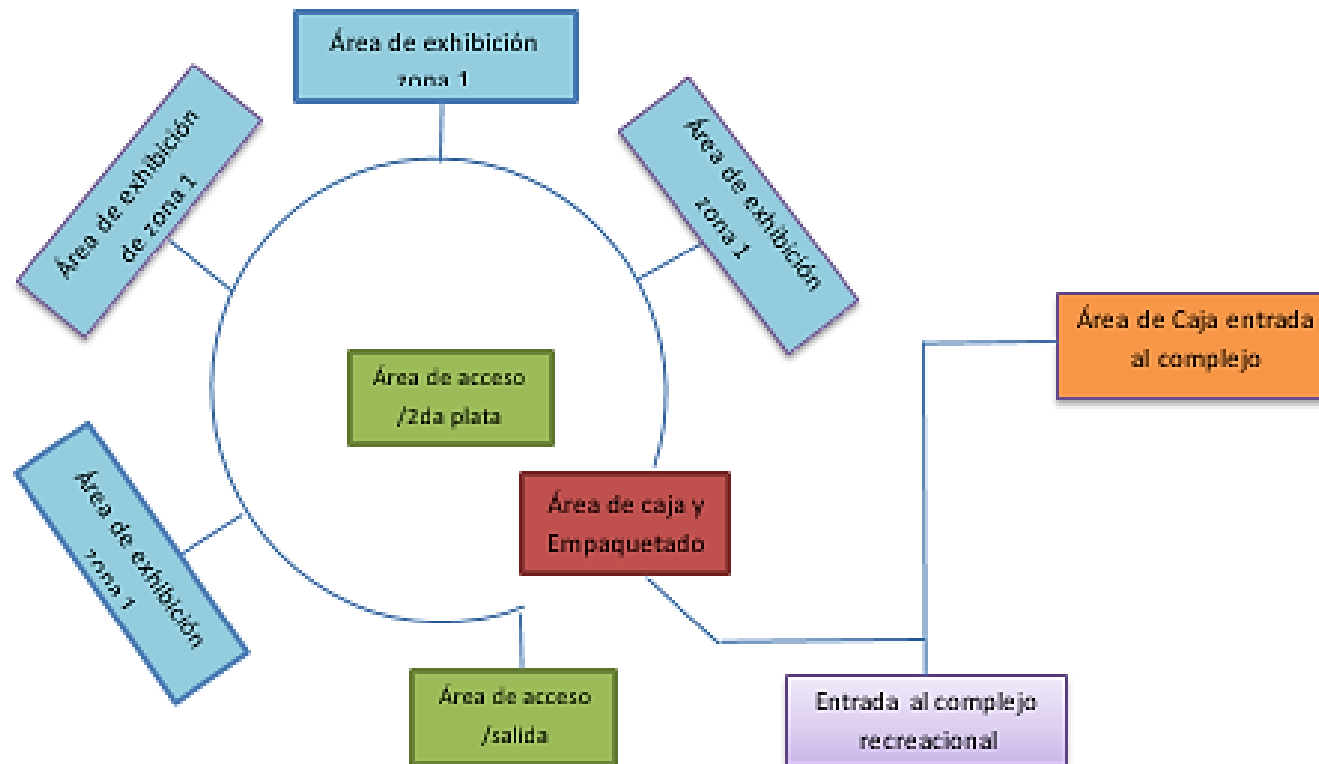 Área de exhibición
zona 1
Área de exhibición
de zona 1
Área de exhibición
zona 1
Área de Caja entrada
al complejo
Área de acceso
/2da plata
Área de exhibición
zona 1
Área de caja y
Empaquetado
Área de acceso
/salida
Entrada al complejo
recreacional